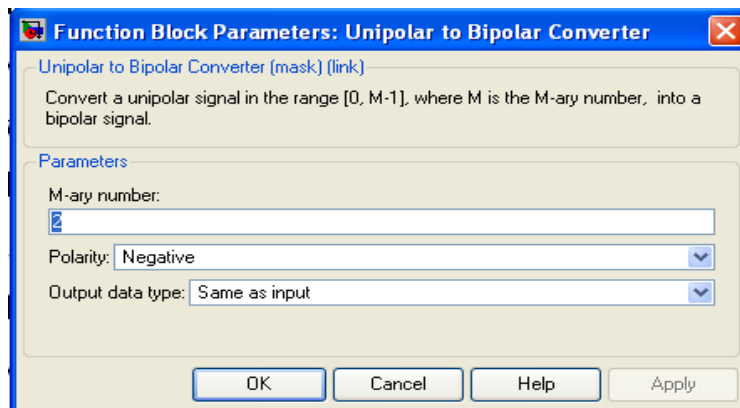 Function Block Parameters: Unipolar to Bipolar Converter
Unipolar to Bipolar Converter (mask) (link)
Convert a unipolar signal in the range [0, M-1], where M is the M-ary number, into a
bipolar signal.
Parameters
M-ary number:
2
Polarity: Negative
Output data type: Same as input
OK Cancel Help Apply